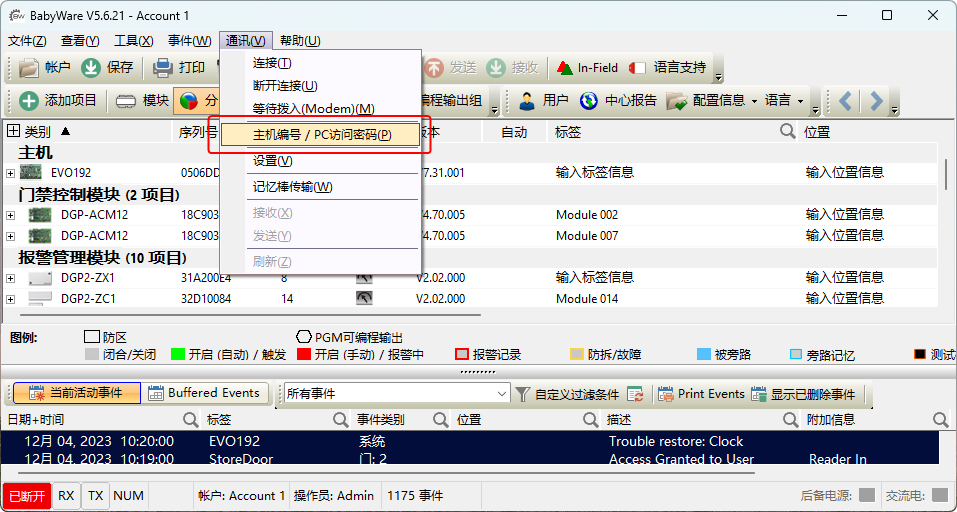 BabyWare V5.6.21 - Account 1
文件(Z) 查看(Y) 工具(X) 事件(W) 通讯(V) 帮助(U)
帐户 保存 打印 发送 接收 In-Field 语言支持
添加项目 模块 分 编程输出组 用户 中心报告 配置信息 语言
连接(T)
断开连接(U)
等待拨入(Modem)(M)
主机编号 / PC访问密码(P)
设置(V)
记忆棒传输(W)
接收(X)
发送(Y)
刷新(Z)
类别 序列号 版本 自动 标签 位置
主机
EVO192 0506DD 7.31.001 输入标签信息 输入位置信息
门禁控制模块 (2 项目)
DGP-ACM12 18C903 4.70.005 Module 002 输入位置信息
DGP-ACM12 18C903 4.70.005 Module 007 输入位置信息
报警管理模块 (10 项目)
DGP2-ZX1 31A200E4 8 V2.02.000 输入标签信息 输入位置信息
DGP2-ZC1 32D10084 14 V2.02.000 Module 014 输入位置信息
图例: 防区 PGM可编程输出
闭合/关闭 开启 (自动) / 触发 开启 (手动) / 报警中 报警记录 防拆/故障 被旁路 旁路记忆 测试
当前活动事件 Buffered Events 所有事件 自定义过滤条件 Print Events 显示已删除事件
日期+时间 标签 事件类别 位置 描述 附加信息
12月 04, 2023 10:20:00 EVO192 系统 Trouble restore: Clock
12月 04, 2023 10:19:00 StoreDoor 门: 2 Access Granted to User Reader In
已断开 RX TX NUM 帐户: Account 1 操作员: Admin 1175 事件 后备电源: 交流电: